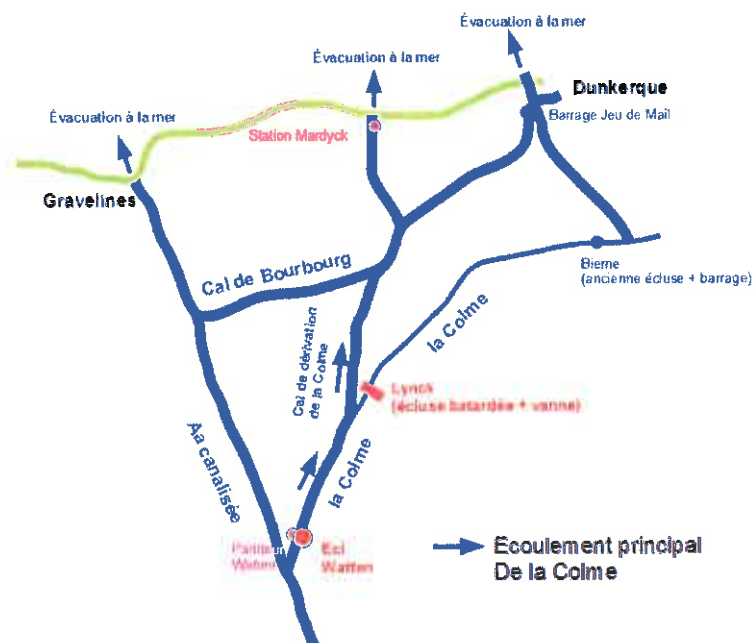 Évacuation à la mer
Évacuation à la mer
Dunkerque
Barrage Jeu de Mail
Évacuation à la mer
Station Mardyck
Gravelines
Cal de Bourbourg
la Colme
Bierne
(ancienne écluse + barrage)
Cal de dérivation
de la Colme
Lynck
(écluse batardée + vanne)
Aa canalisée
la Colme
Ecl
Watten
Watten
Ecoulement principal
De la Colme